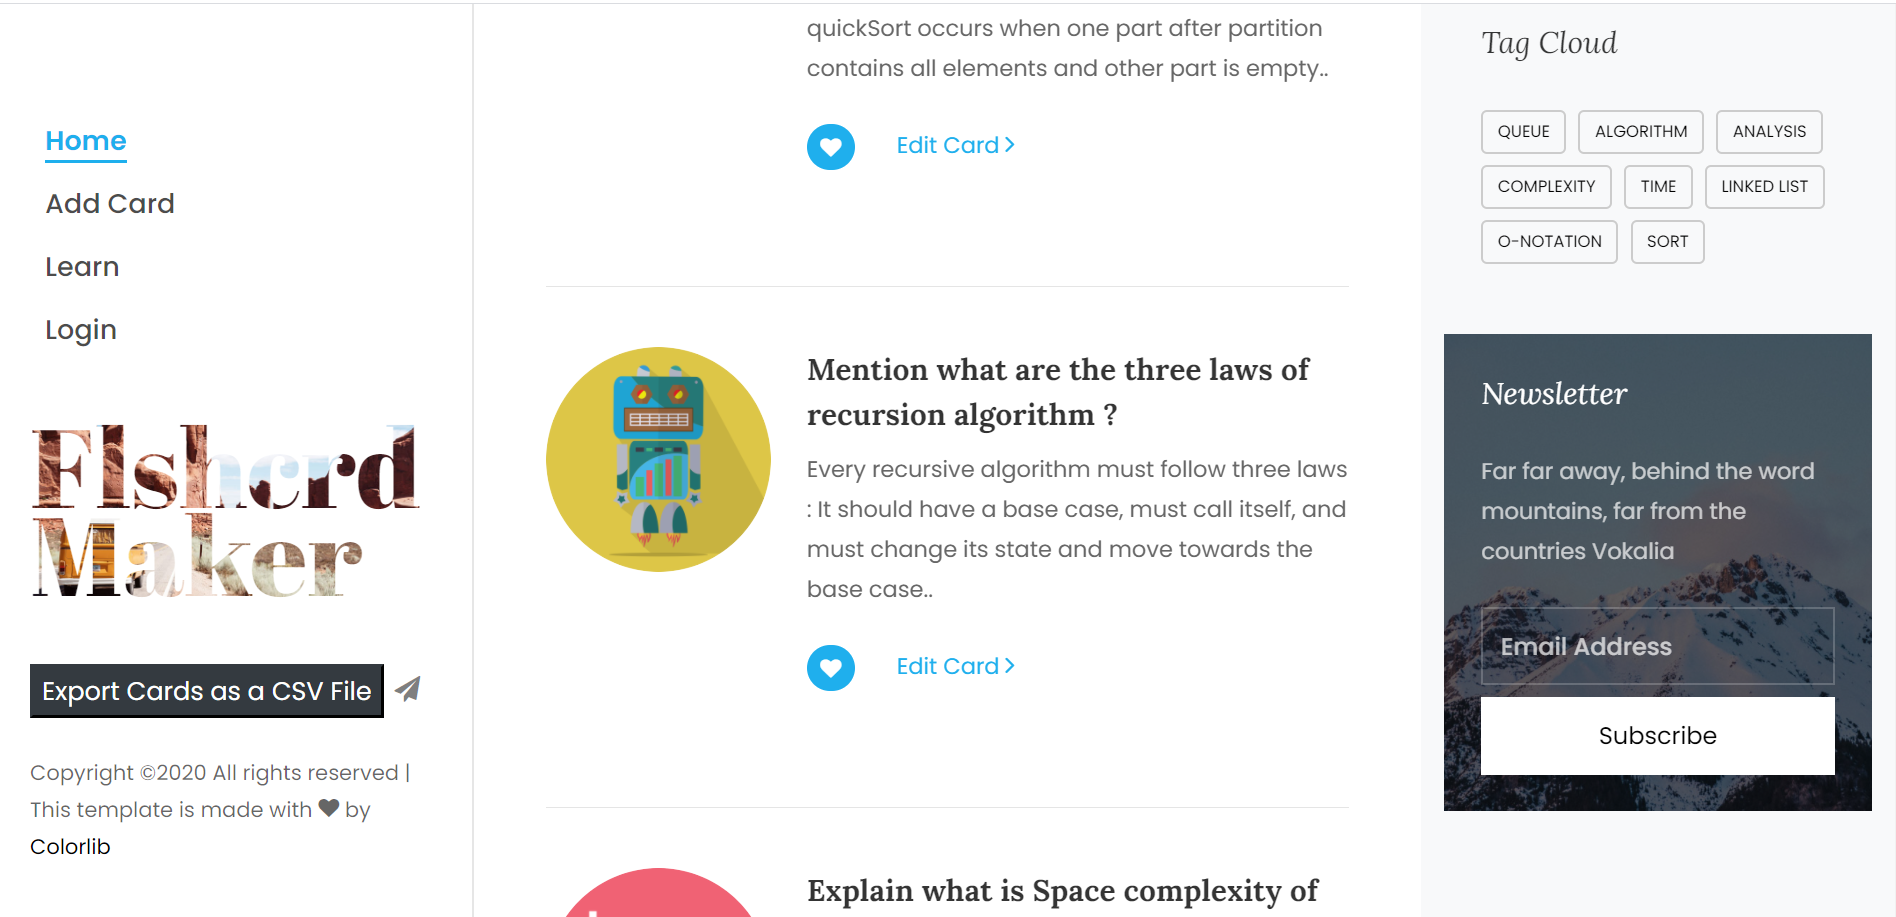 Home
Add Card
Learn
Login
Flshcrd
Maker
Export Cards as a CSV File
Copyright ©2020 All rights reserved |
This template is made with ♥ by
Colorlib
quickSort occurs when one part after partition
contains all elements and other part is empty..
Edit Card >
Mention what are the three laws of
recursion algorithm ?
Every recursive algorithm must follow three laws
: It should have a base case, must call itself, and
must change its state and move towards the
base case..
Edit Card >
Explain what is Space complexity of
Tag Cloud
QUEUE ALGORITHM ANALYSIS
COMPLEXITY TIME LINKED LIST
O-NOTATION SORT
Newsletter
Far far away, behind the word
mountains, far from the
countries Vokalia
Email Address
Subscribe